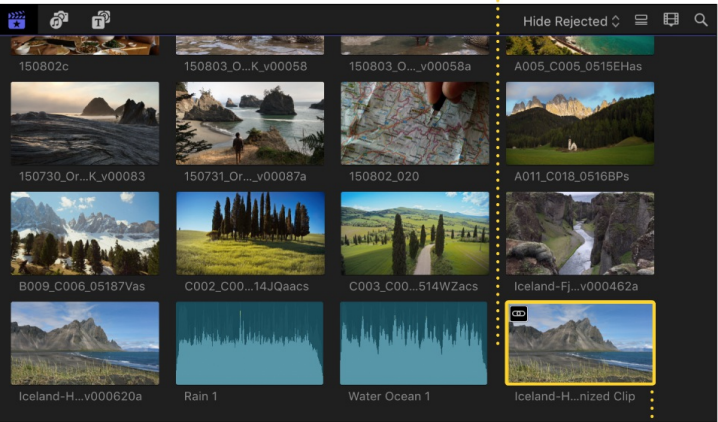 Hide Rejected
150802c
150803_O...K_v00058
150803_O..._v00058a
A005_C005_0515EHas
150730_Or...K_v00083
150731_Or..._v00087a
150802_020
A011_C018_0516BPs
B009_C006_05187Vas
C002_C00...14JQaacs
C003_C00...514WZacs
Iceland-Fj...v000462a
Iceland-H...v000620a
Rain 1
Water Ocean 1
Iceland-H...nized Clip